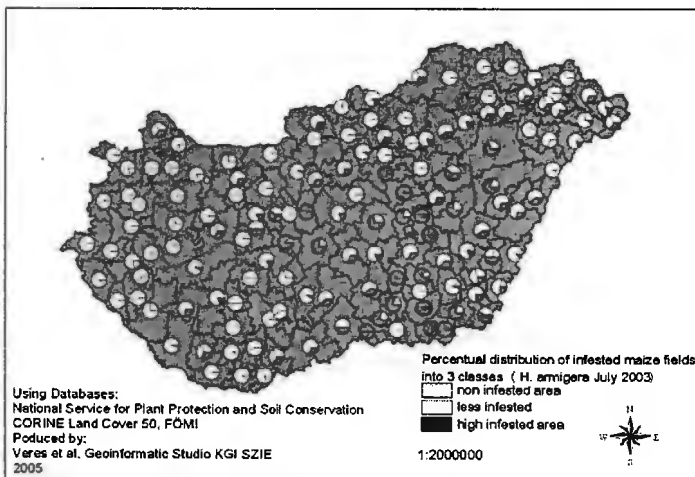 Percentual distribution of infested maize fields
into 3 classes ( H. armigera July 2003)
non infested area
less infested
high infested area
Using Databases:
National Service for Plant Protection and Soil Conservation
CORINE Land Cover 50, FÖMI
Poduced by:
Veres et al. Geoinformatic Studio KGI SZIE
2005
1:2000000
N
W E
S